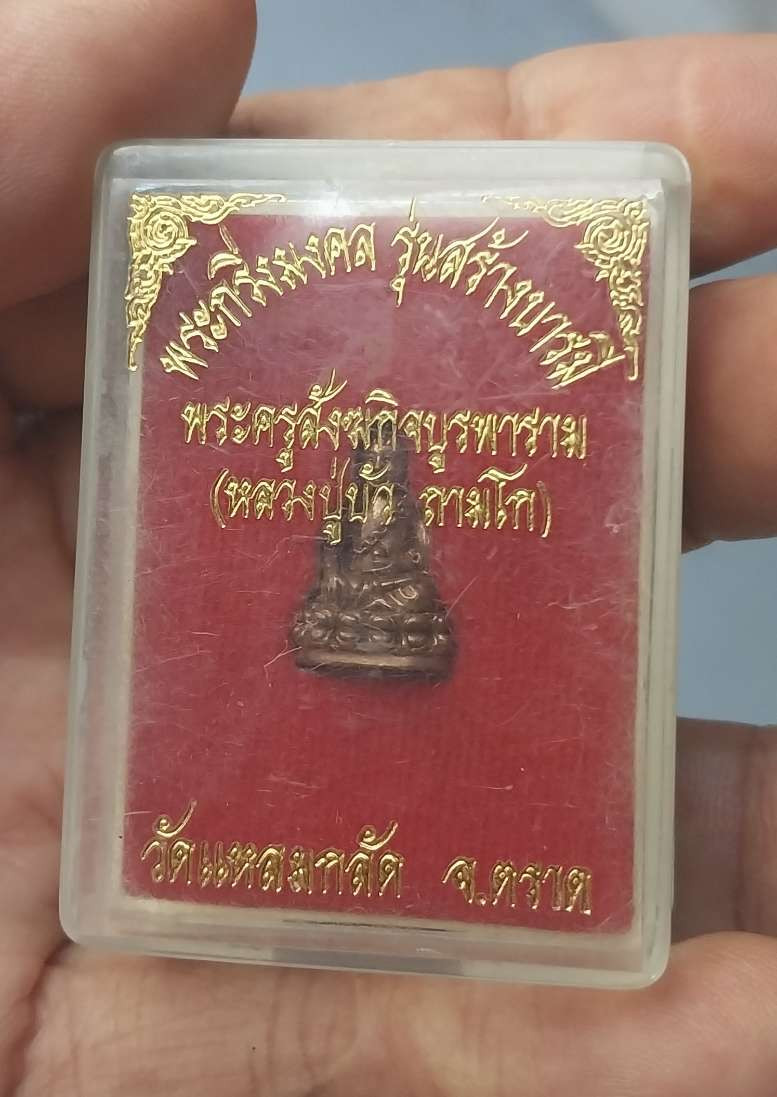 พระกริ่งมงคล รุ่นสร้างบารมี
พระครูสังฆกิจบูรพาราม
(หลวงปู่บัว ถามโก)
วัดแหลมกลัด จ.ตราด